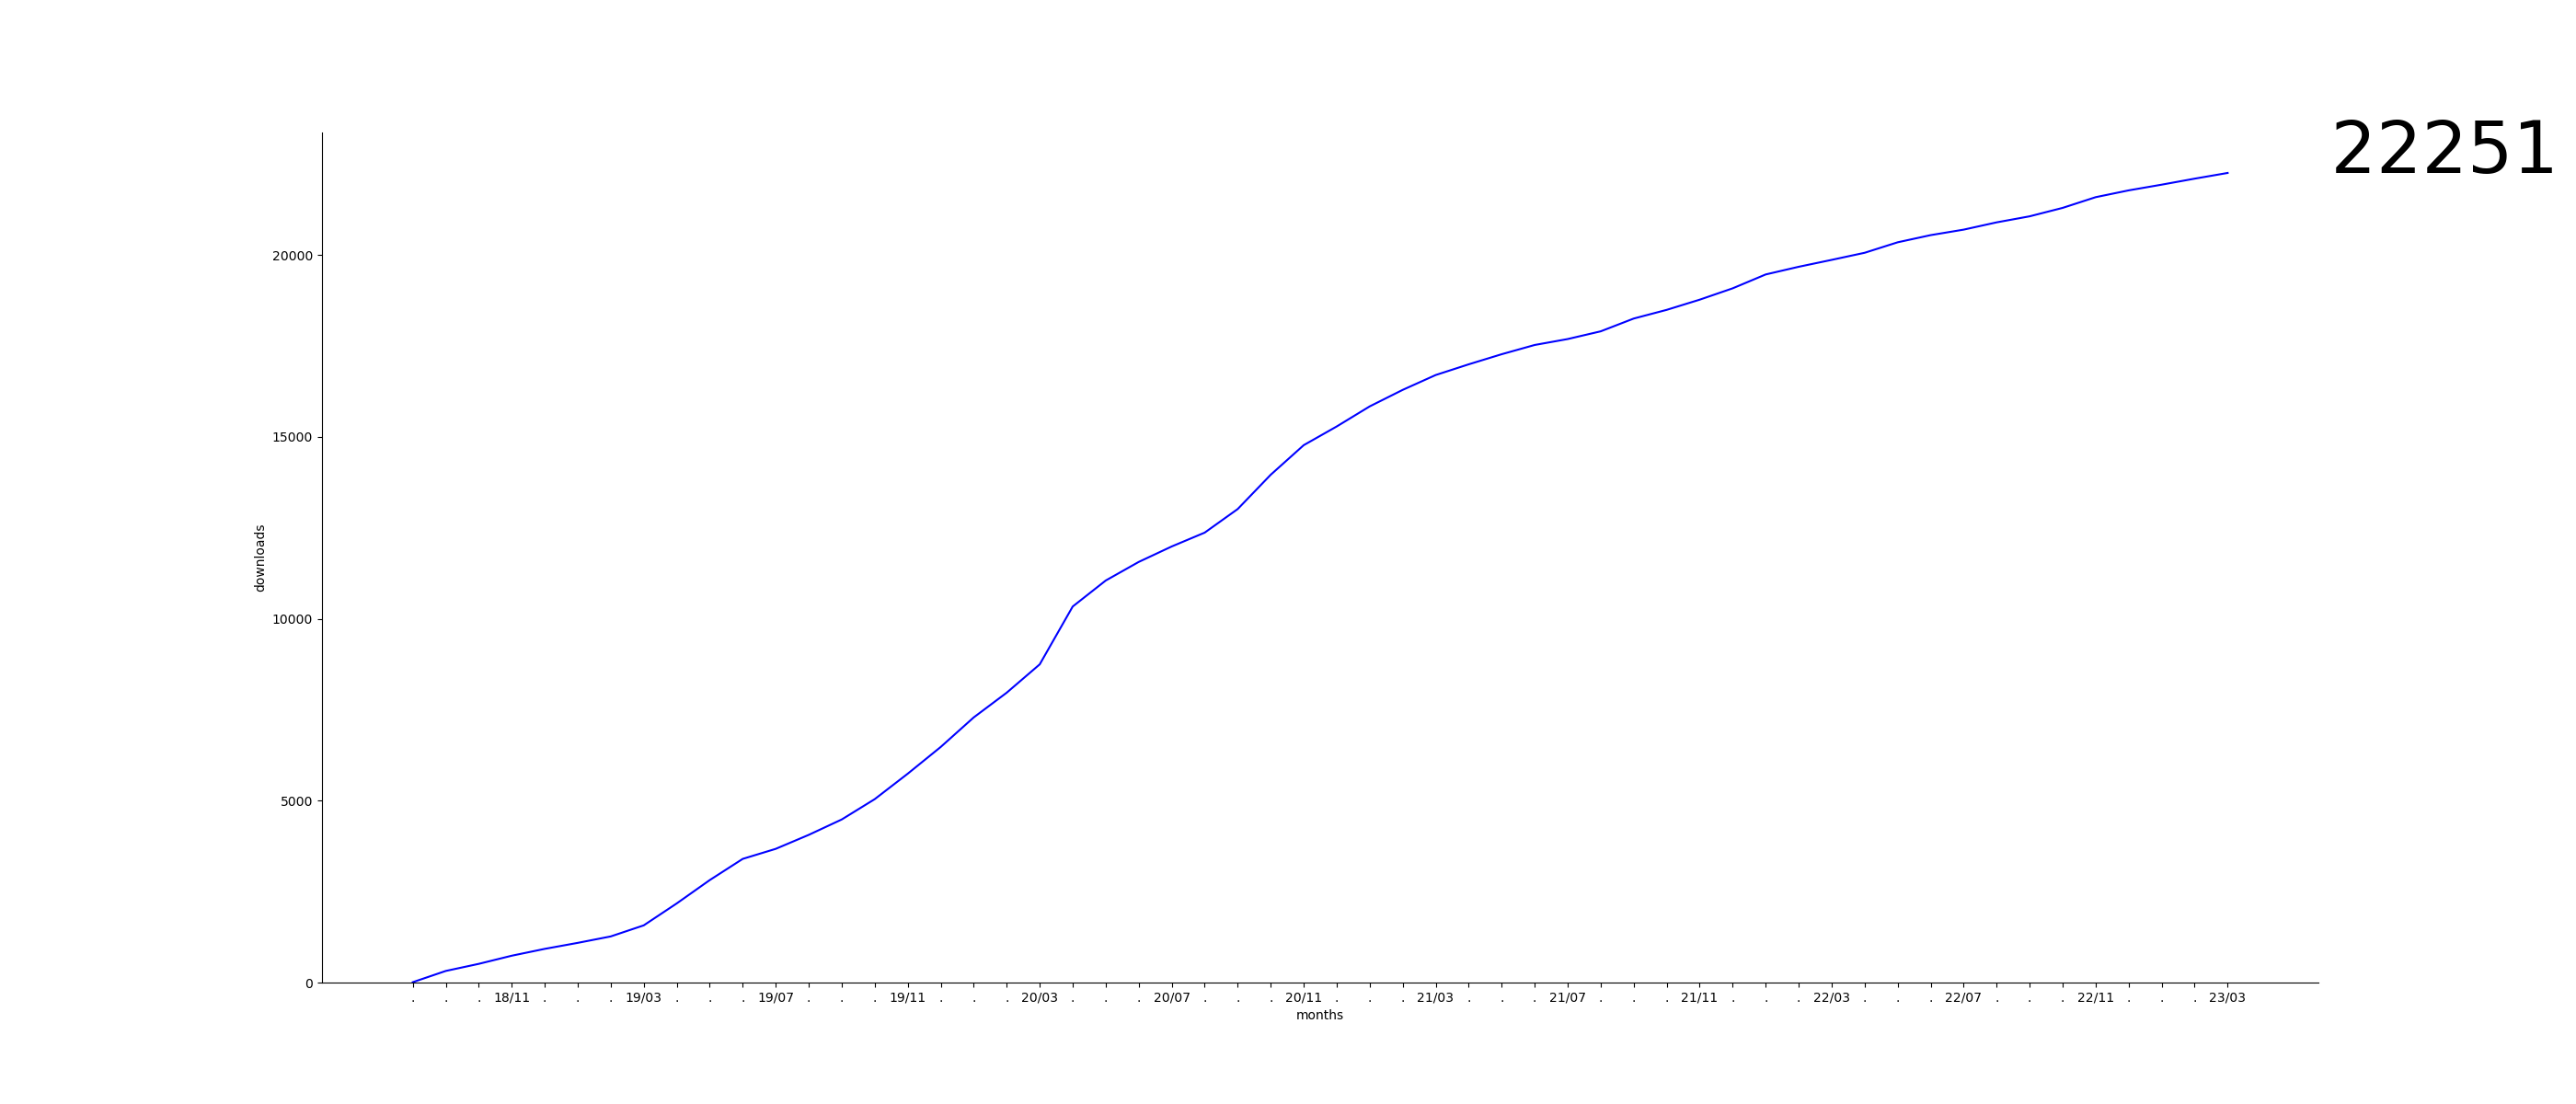 22251
20000
15000
10000
5000
0
downloads
. . . 18/11 . . . 19/03 . . . 19/07 . . . 19/11 . . . 20/03 . . . 20/07 . . . 20/11 . . . 21/03 . . . 21/07 . . . 21/11 . . . 22/03 . . . 22/07 . . . 22/11 . . . 23/03
months